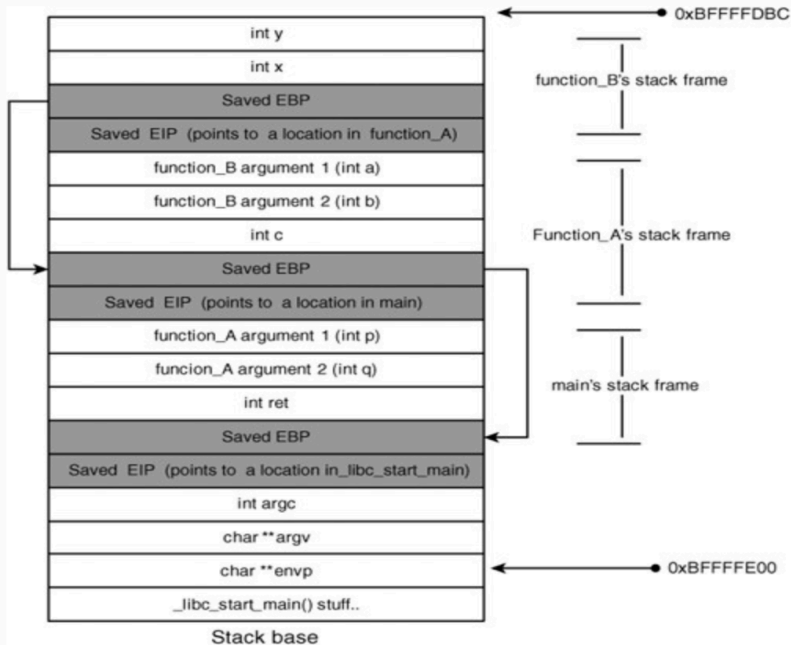 0xBFFFFDBC
int y
int x
function_B's stack frame
Saved EBP
Saved EIP (points to a location in function_A)
function_B argument 1 (int a)
function_B argument 2 (int b)
int c
Function_A's stack frame
Saved EBP
Saved EIP (points to a location in main)
function_A argument 1 (int p)
funcion_A argument 2 (int q)
main's stack frame
int ret
Saved EBP
Saved EIP (points to a location in_libc_start_main)
int argc
char **argv
char **envp
0xBFFFFE00
_libc_start_main() stuff..
Stack base